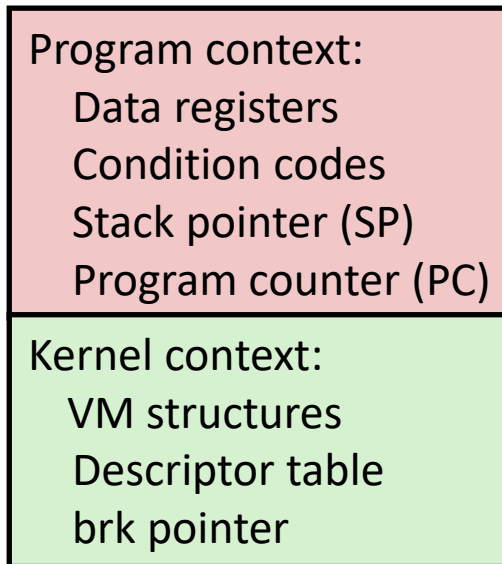 Program context:
Data registers
Condition codes
Stack pointer (SP)
Program counter (PC)
Kernel context:
VM structures
Descriptor table
brk pointer